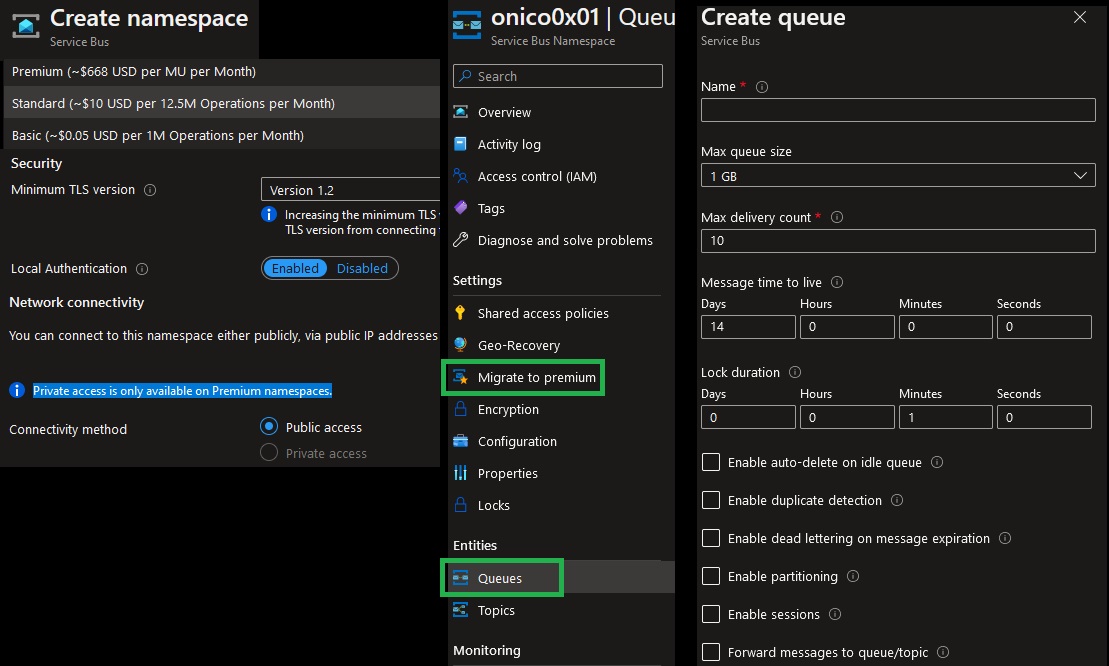 Create namespace
Service Bus
Premium (~$668 USD per MU per Month)
Standard (~$10 USD per 12.5M Operations per Month)
Basic (~$0.05 USD per 1M Operations per Month)
Security
Minimum TLS version
Version 1.2
Increasing the minimum TLS
TLS version from connecting
Local Authentication
Enabled
Disabled
Network connectivity
You can connect to this namespace either publicly, via public IP addresses
Private access is only available on Premium namespaces.
Connectivity method
Public access
Private access
onico0x01 | Queu
Service Bus Namespace
Search
Overview
Activity log
Access control (IAM)
Tags
Diagnose and solve problems
Settings
Shared access policies
Geo-Recovery
Migrate to premium
Encryption
Configuration
Properties
Locks
Entities
Queues
Topics
Monitoring
Create queue
Service Bus
Name *
Max queue size
1 GB
Max delivery count *
10
Message time to live
Days Hours Minutes Seconds
14 0 0 0
Lock duration
Days Hours Minutes Seconds
0 0 1 0
Enable auto-delete on idle queue
Enable duplicate detection
Enable dead lettering on message expiration
Enable partitioning
Enable sessions
Forward messages to queue/topic